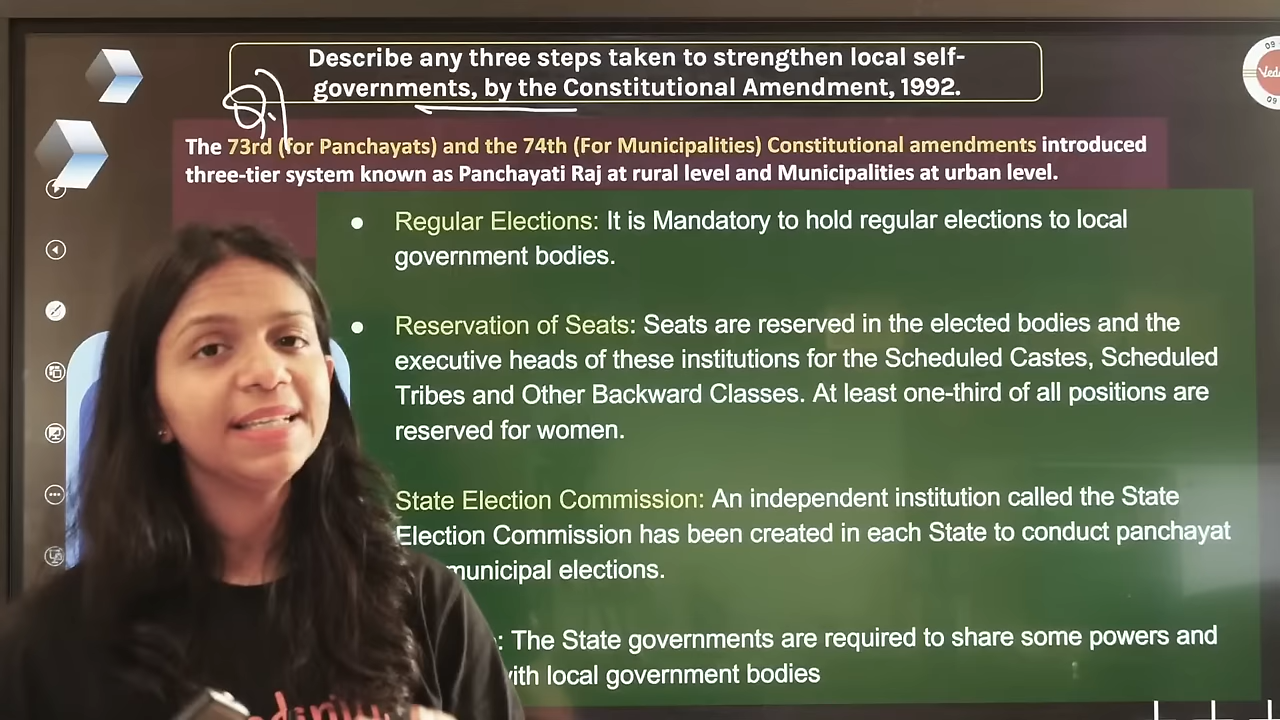 Describe any three steps taken to strengthen local self-
governments, by the Constitutional Amendment, 1992.
Q.)
The 73rd (for Panchayats) and the 74th (For Municipalities) Constitutional amendments introduced
three-tier system known as Panchayati Raj at rural level and Municipalities at urban level.
• Regular Elections: It is Mandatory to hold regular elections to local
government bodies.
• Reservation of Seats: Seats are reserved in the elected bodies and the
executive heads of these institutions for the Scheduled Castes, Scheduled
Tribes and Other Backward Classes. At least one-third of all positions are
reserved for women.
State Election Commission: An independent institution called the State
Election Commission has been created in each State to conduct panchayat
municipal elections.
: The State governments are required to share some powers and
with local government bodies